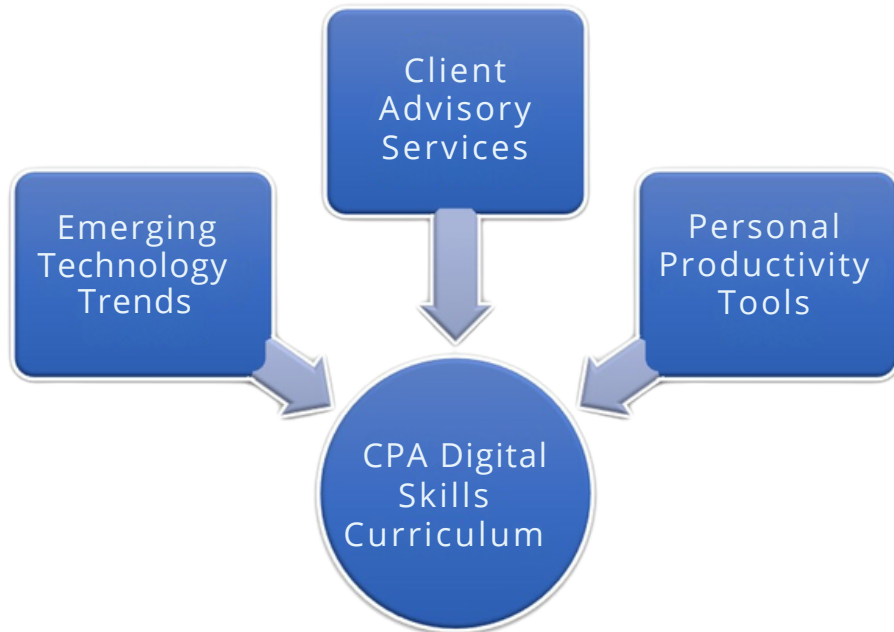 Client
Advisory
Services
Emerging
Technology
Trends
Personal
Productivity
Tools
CPA Digital
Skills
Curriculum